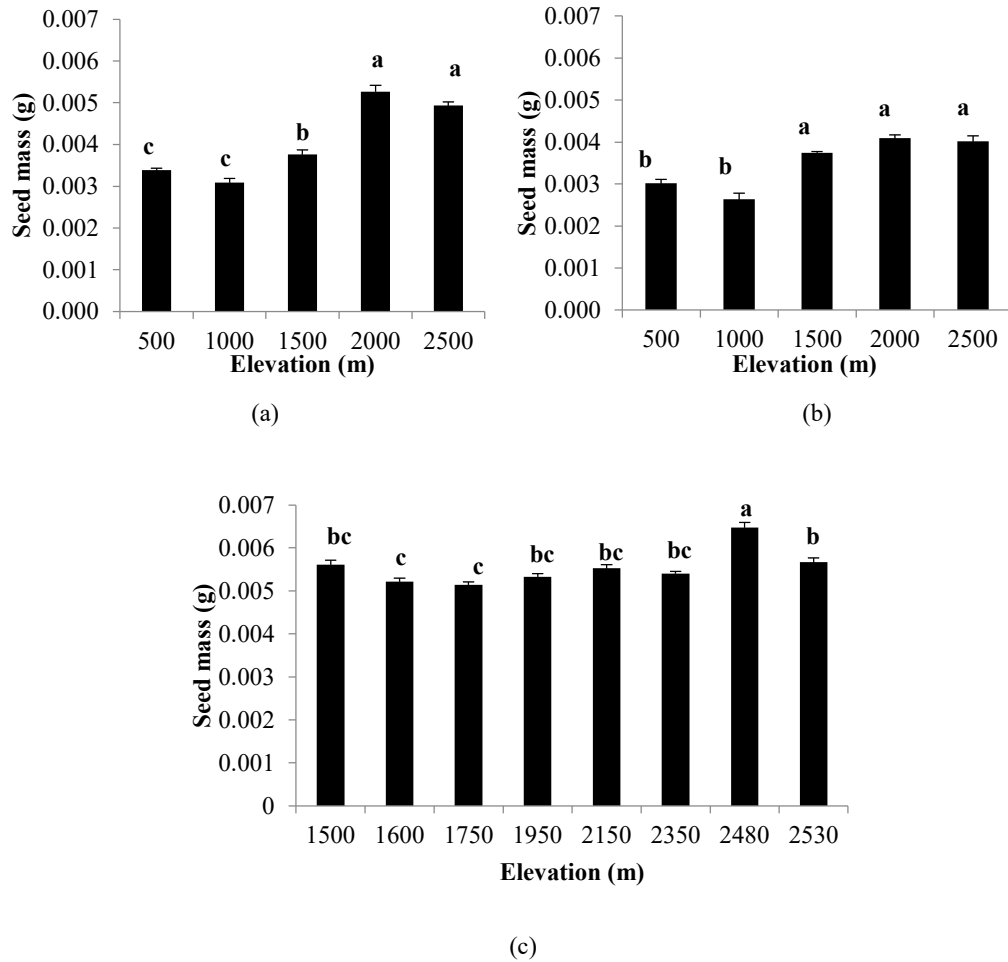 0.007
0.006
0.005
0.004
0.003
0.002
0.001
0.000
Seed mass (g)
c
c
b
a
a
500 1000 1500 2000 2500
Elevation (m)
(a)
0.007
0.006
0.005
0.004
0.003
0.002
0.001
0.000
Seed mass (g)
b
b
a
a
a
500 1000 1500 2000 2500
Elevation (m)
(b)
0.007
0.006
0.005
0.004
0.003
0.002
0.001
0
Seed mass (g)
bc
c
c
bc
bc
bc
a
b
1500 1600 1750 1950 2150 2350 2480 2530
Elevation (m)
(c)